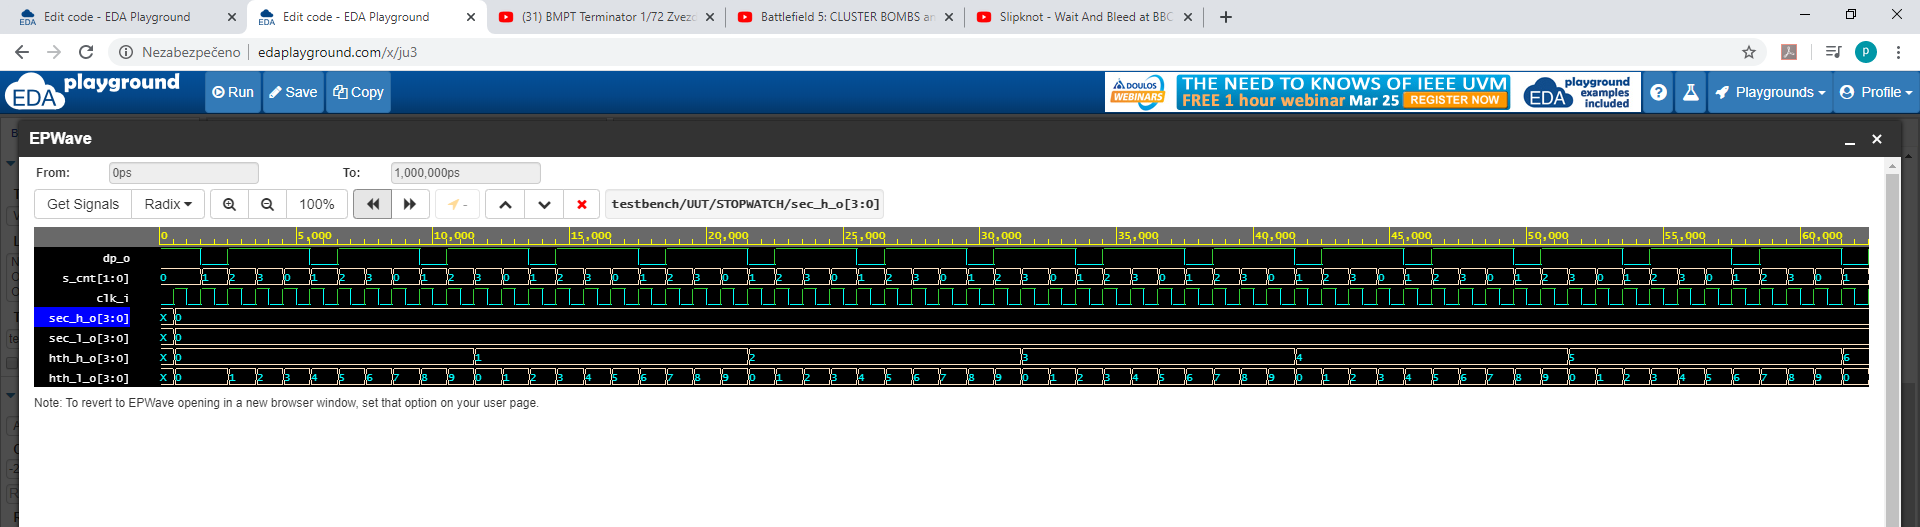 Edit code - EDA Playground
Edit code - EDA Playground
(31) BMPT Terminator 1/72 Zvezd
Battlefield 5: CLUSTER BOMBS an
Slipknot - Wait And Bleed at BBC
Nezabezpečeno | edaplayground.com/x/ju3
P
EDA playground
Run
Save
Copy
DOULOS WEBINARS
THE NEED TO KNOWS OF IEEE UVM
FREE 1 hour webinar Mar 25 REGISTER NOW
EDA playground examples included
Playgrounds
Profile
EPWave
From: 0ps To: 1,000,000ps
Get Signals Radix 100% - testbench/UUT/STOPWATCH/sec_h_o[3:0]
0 5,000 10,000 15,000 20,000 25,000 30,000 35,000 40,000 45,000 50,000 55,000 60,000
dp_o
s_cnt[1:0] 0 1 2 3 0 1 2 3 0 1 2 3 0 1 2 3 0 1 2 3 0 1 2 3 0 1 2 3 0 1 2 3 0 1 2 3 0 1 2 3 0 1 2 3 0 1 2 3 0 1 2 3 0 1 2 3 0 1 2 3 0 1
clk_i
sec_h_o[3:0] X 0
sec_l_o[3:0] X 0
hth_h_o[3:0] X 0 1 2 3 4 5 6
hth_l_o[3:0] X 0 1 2 3 4 5 6 7 8 9 0 1 2 3 4 5 6 7 8 9 0 1 2 3 4 5 6 7 8 9 0 1 2 3 4 5 6 7 8 9 0 1 2 3 4 5 6 7 8 9 0 1 2 3 4 5 6 7 8 9 0
Note: To revert to EPWave opening in a new browser window, set that option on your user page.